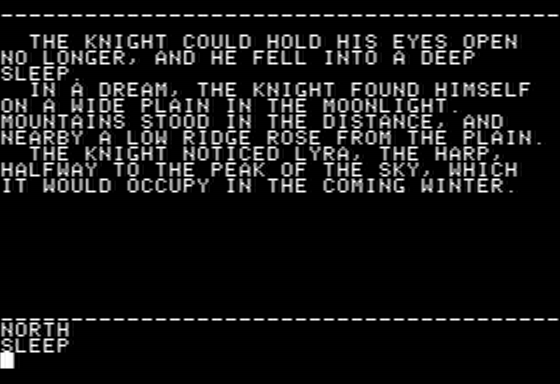 THE KNIGHT COULD HOLD HIS EYES OPEN
NO LONGER, AND HE FELL INTO A DEEP
SLEEP.
IN A DREAM, THE KNIGHT FOUND HIMSELF
ON A WIDE PLAIN IN THE MOONLIGHT.
MOUNTAINS STOOD IN THE DISTANCE, AND
NEARBY A LOW RIDGE ROSE FROM THE PLAIN.
THE KNIGHT NOTICED LYRA, THE HARP,
HALFWAY TO THE PEAK OF THE SKY, WHICH
IT WOULD OCCUPY IN THE COMING WINTER.
NORTH
SLEEP